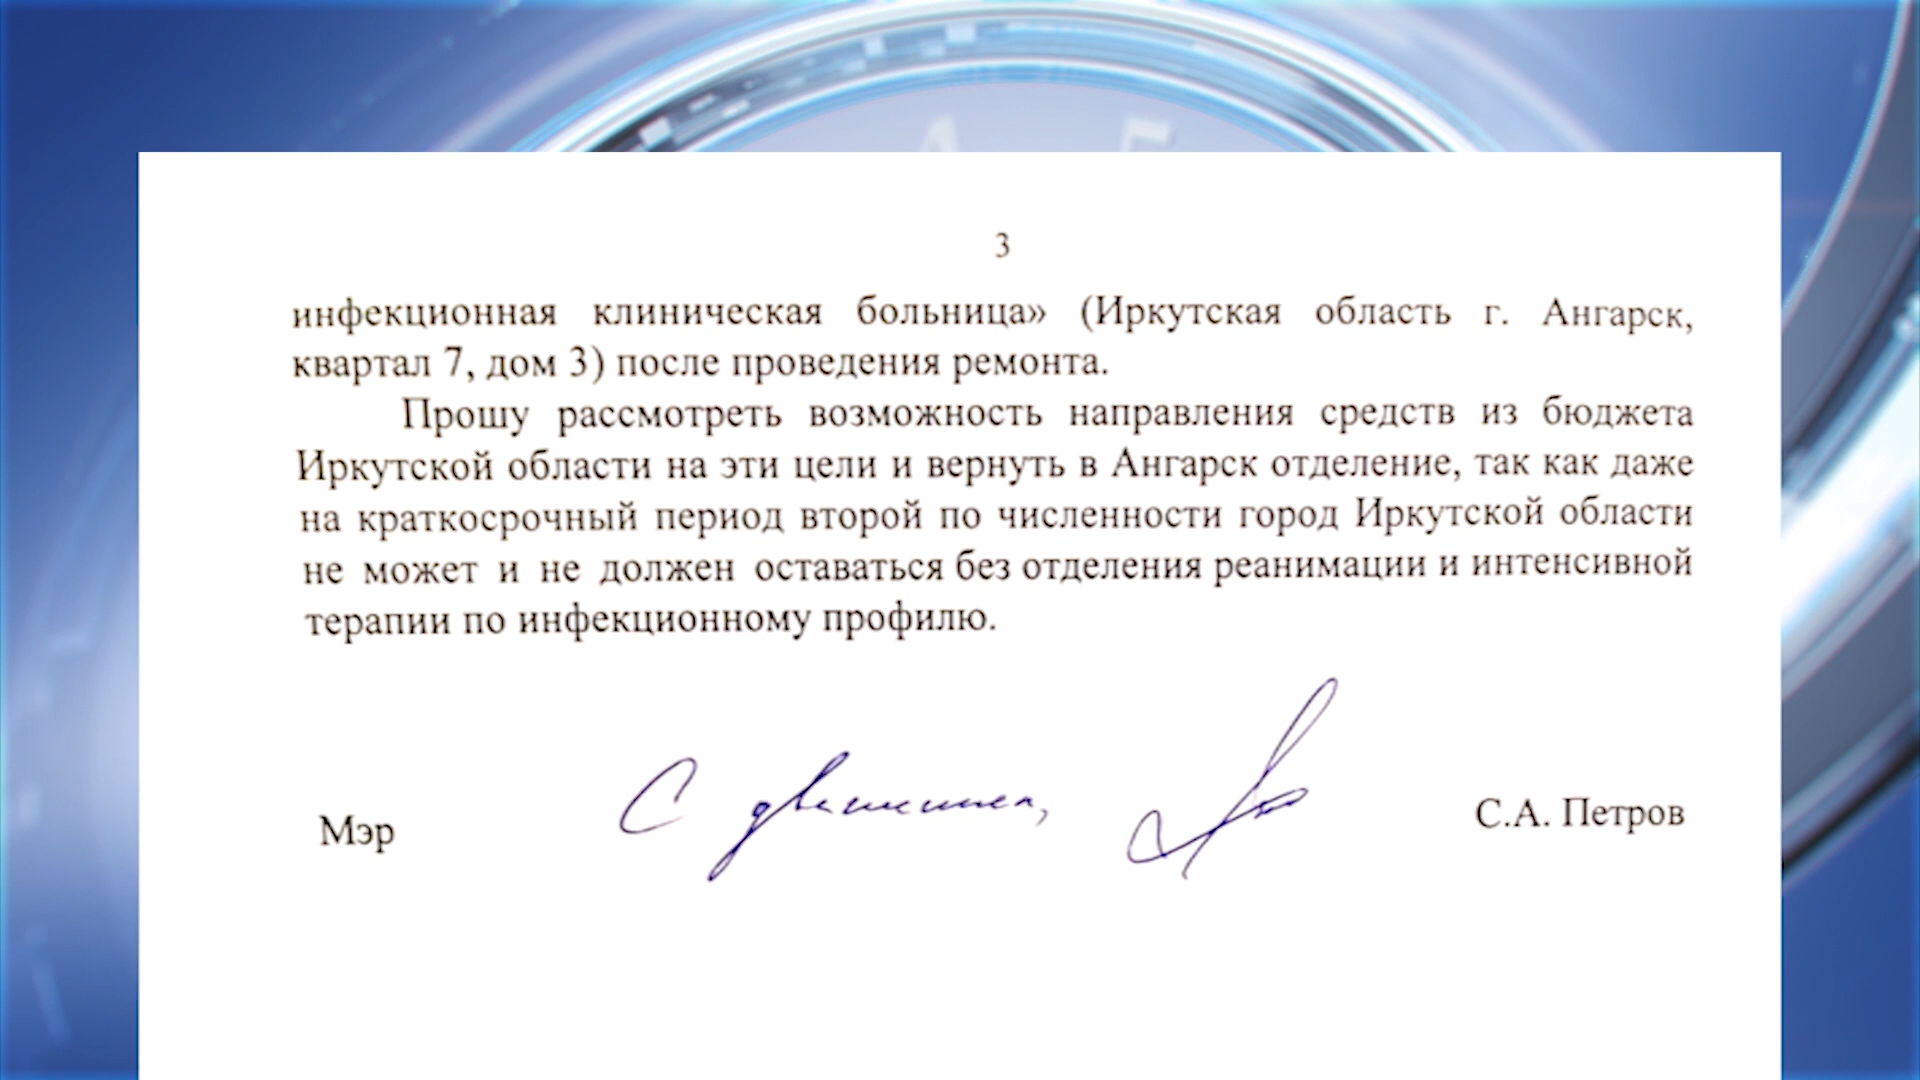 3
инфекционная клиническая больница» (Иркутская область г. Ангарск,
квартал 7, дом 3) после проведения ремонта.
Прошу рассмотреть возможность направления средств из бюджета
Иркутской области на эти цели и вернуть в Ангарск отделение, так как даже
на краткосрочный период второй по численности город Иркутской области
не может и не должен оставаться без отделения реанимации и интенсивной
терапии по инфекционному профилю.
Мэр С С.А. Петров